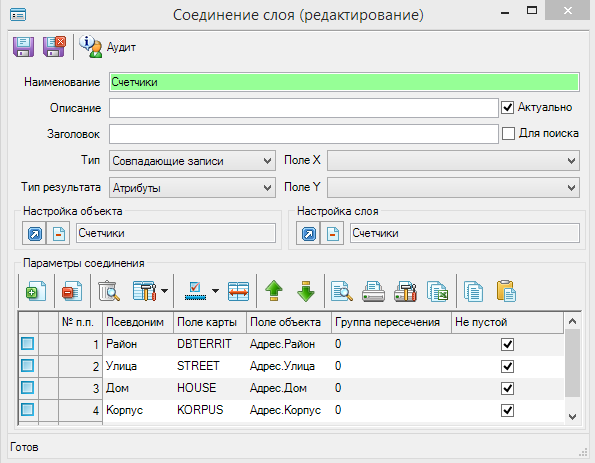 Соединение слоя (редактирование)
Аудит
Наименование Счетчики
Описание Актуально
Заголовок Для поиска
Тип Совпадающие записи Поле X
Тип результата Атрибуты Поле Y
Настройка объекта Настройка слоя
Счетчики Счетчики
Параметры соединения
№ п.п. Псевдоним Поле карты Поле объекта Группа пересечения Не пустой
1 Район DBTERRIT Адрес.Район 0
2 Улица STREET Адрес.Улица 0
3 Дом HOUSE Адрес.Дом 0
4 Корпус KORPUS Адрес.Корпус 0
Готов